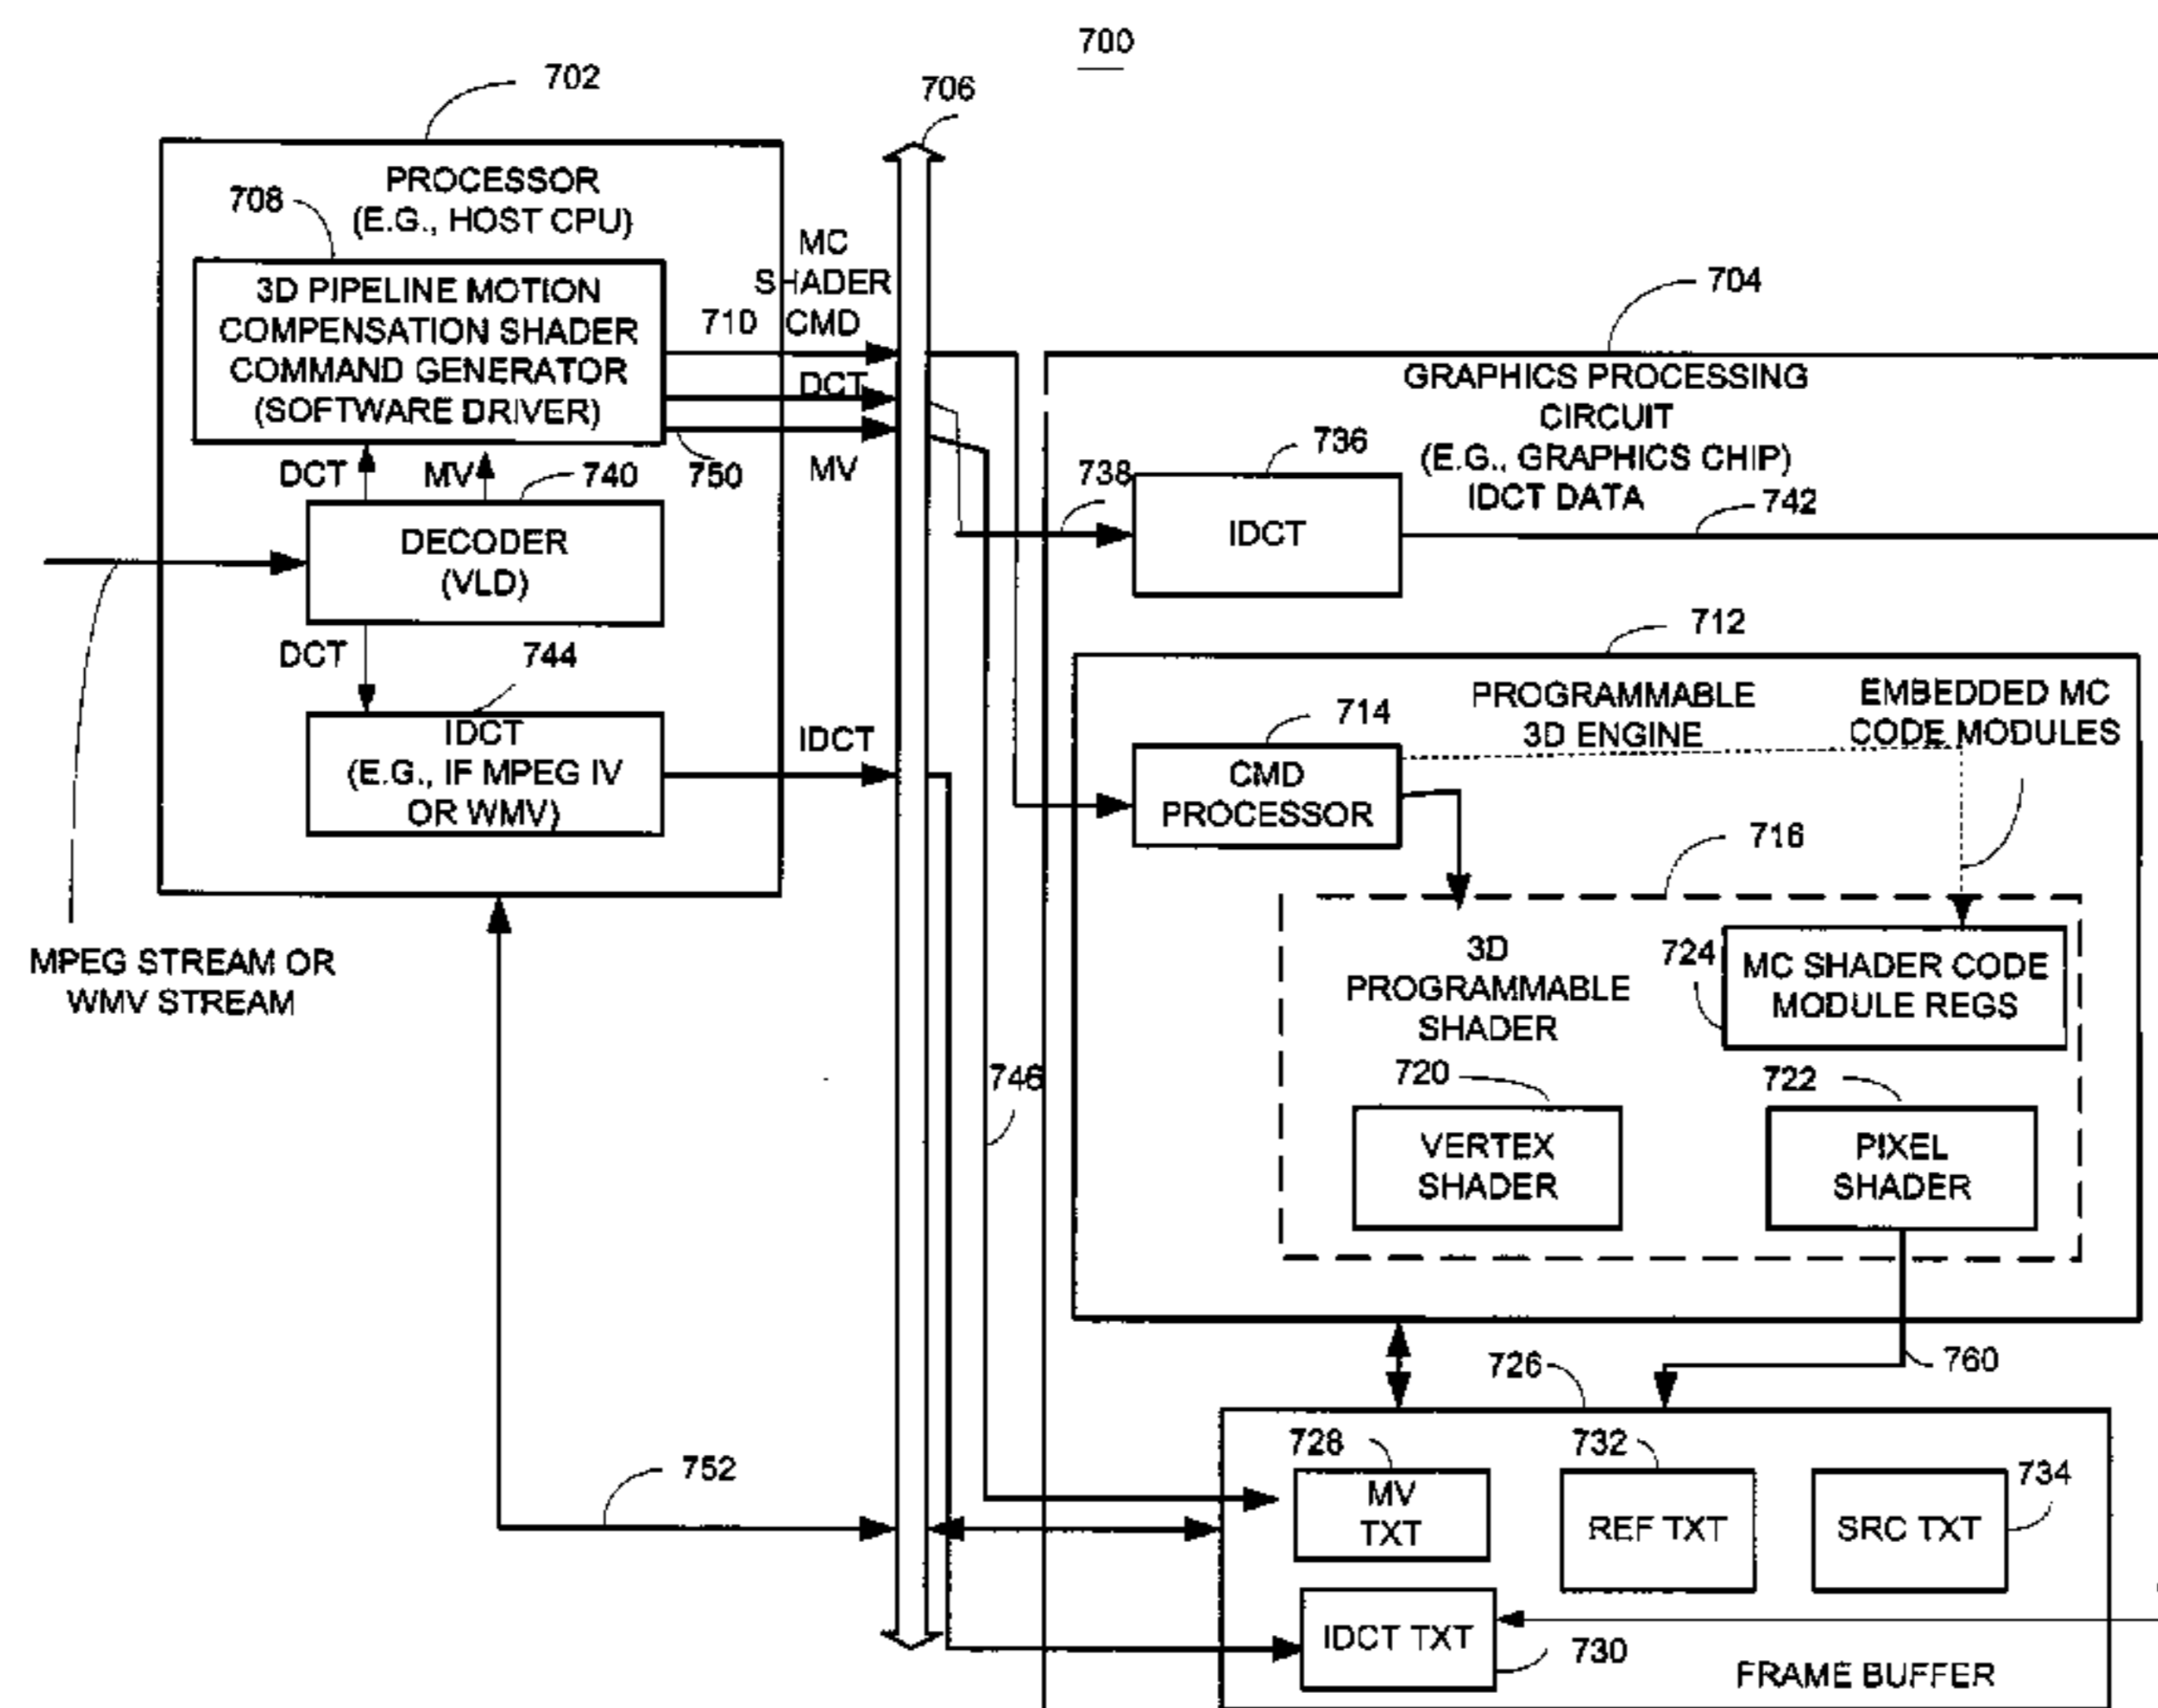 700
702
706
PROCESSOR
(E.G., HOST CPU)
708
3D PIPELINE MOTION
COMPENSATION SHADER
COMMAND GENERATOR
(SOFTWARE DRIVER)
MC
SHADER
710 CMD
DCT
750
MV
DCT
MV
740
DECODER
(VLD)
DCT
744
IDCT
(E.G., IF MPEG IV
OR WMV)
IDCT
MPEG STREAM OR
WMV STREAM
752
746
704
GRAPHICS PROCESSING
CIRCUIT
(E.G., GRAPHICS CHIP)
IDCT DATA
736
738
IDCT
742
712
PROGRAMMABLE
3D ENGINE
EMBEDDED MC
CODE MODULES
714
CMD
PROCESSOR
716
3D
PROGRAMMABLE
SHADER
724
MC SHADER CODE
MODULE REGS
720
VERTEX
SHADER
722
PIXEL
SHADER
760
726
728
MV
TXT
732
REF TXT
734
SRC TXT
IDCT TXT
730
FRAME BUFFER